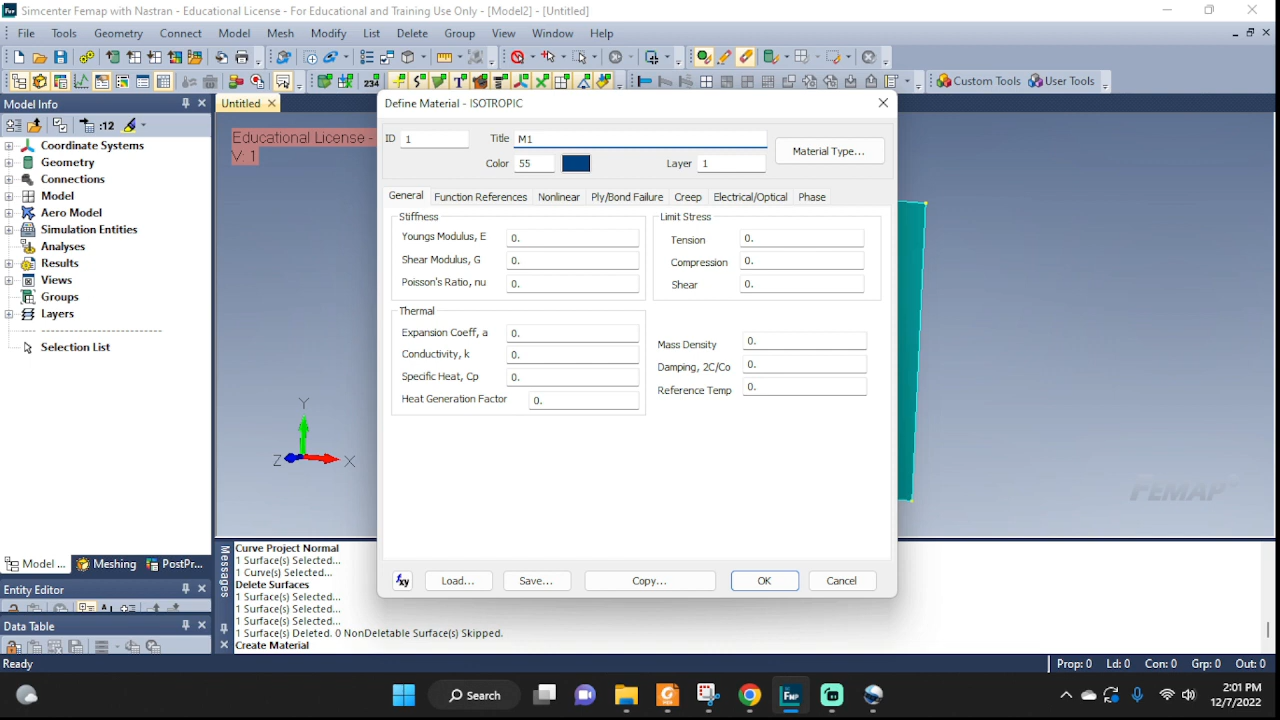 Simcenter Femap with Nastran - Educational License - For Educational and Training Use Only - [Model2] - [Untitled]
File Tools Geometry Connect Model Mesh Modify List Delete Group View Window Help
234
Custom Tools User Tools
Model Info
:12
Coordinate Systems
Geometry
Connections
Model
Aero Model
Simulation Entities
Analyses
Results
Views
Groups
Layers
Selection List
Model ... Meshing PostPr...
Entity Editor
Data Table
Untitled
Educational License -
V: 1
Y
Z X
FEMAP
Define Material - ISOTROPIC
ID 1 Title M1
Color 55 Layer 1 Material Type...
General Function References Nonlinear Ply/Bond Failure Creep Electrical/Optical Phase
Stiffness
Youngs Modulus, E 0.
Shear Modulus, G 0.
Poisson's Ratio, nu 0.
Limit Stress
Tension 0.
Compression 0.
Shear 0.
Thermal
Expansion Coeff, a 0.
Conductivity, k 0.
Specific Heat, Cp 0.
Heat Generation Factor 0.
Mass Density 0.
Damping, 2C/Co 0.
Reference Temp 0.
fxy Load... Save... Copy... OK Cancel
Messages
Curve Project Normal
1 Surface(s) Selected...
1 Curve(s) Selected...
Delete Surfaces
1 Surface(s) Selected...
1 Surface(s) Selected...
1 Surface(s) Selected...
1 Surface(s) Deleted. 0 NonDeletable Surface(s) Skipped.
Create Material
Ready Prop: 0 Ld: 0 Con: 0 Grp: 0 Out: 0
Search
2:01 PM
12/7/2022